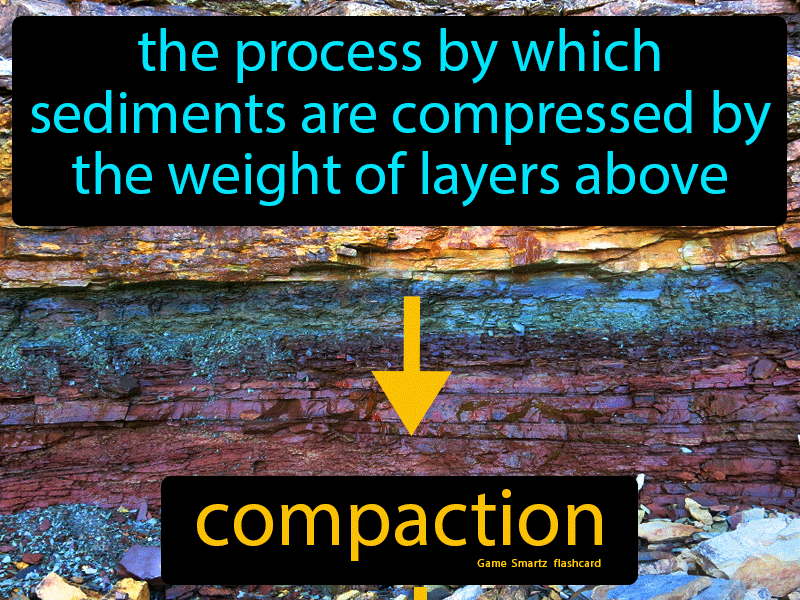 the process by which
sediments are compressed by
the weight of layers above
compaction
Game Smartz flashcard